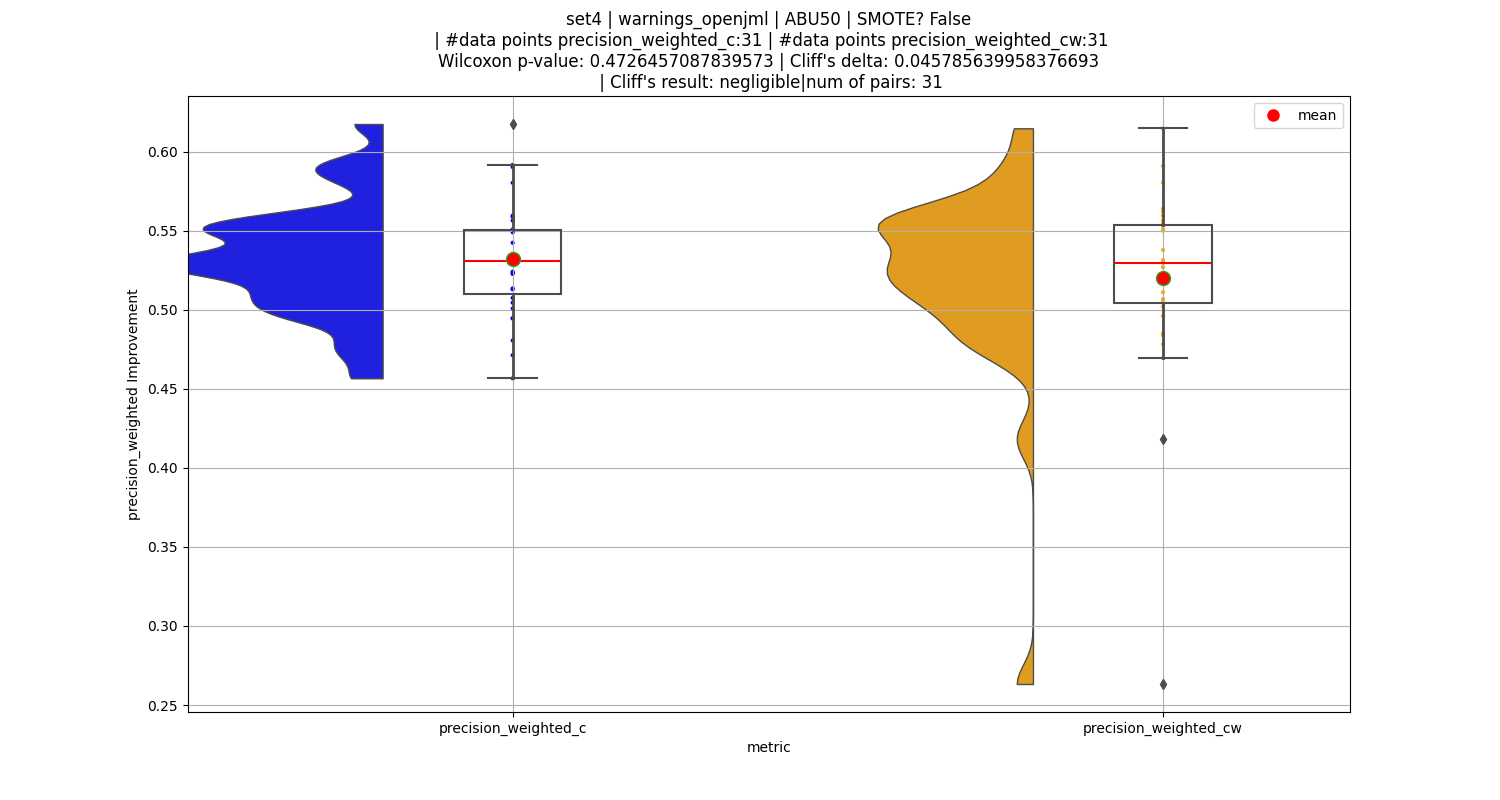 set4 | warnings_openjml | ABU50 | SMOTE? False
| #data points precision_weighted_c:31 | #data points precision_weighted_cw:31
Wilcoxon p-value: 0.4726457087839573 | Cliff's delta: 0.045785639958376693
| Cliff's result: negligible|num of pairs: 31
mean
0.60
0.55
0.50
0.45
0.40
0.35
0.30
0.25
precision_weighted Improvement
precision_weighted_c
precision_weighted_cw
metric